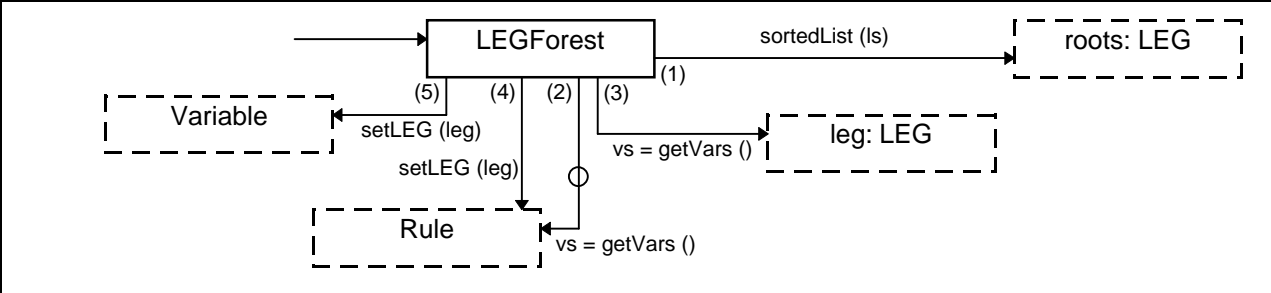 LEGForest
sortedList (ls)
roots: LEG
(1)
(5)
(4)
(2)
(3)
Variable
setLEG (leg)
vs = getVars ()
leg: LEG
setLEG (leg)
Rule
vs = getVars ()